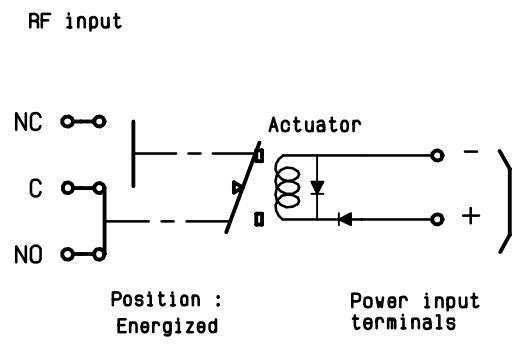 RF input
NC
Actuator
-
C
+
NO
Position :
Energized
Power input
terminals